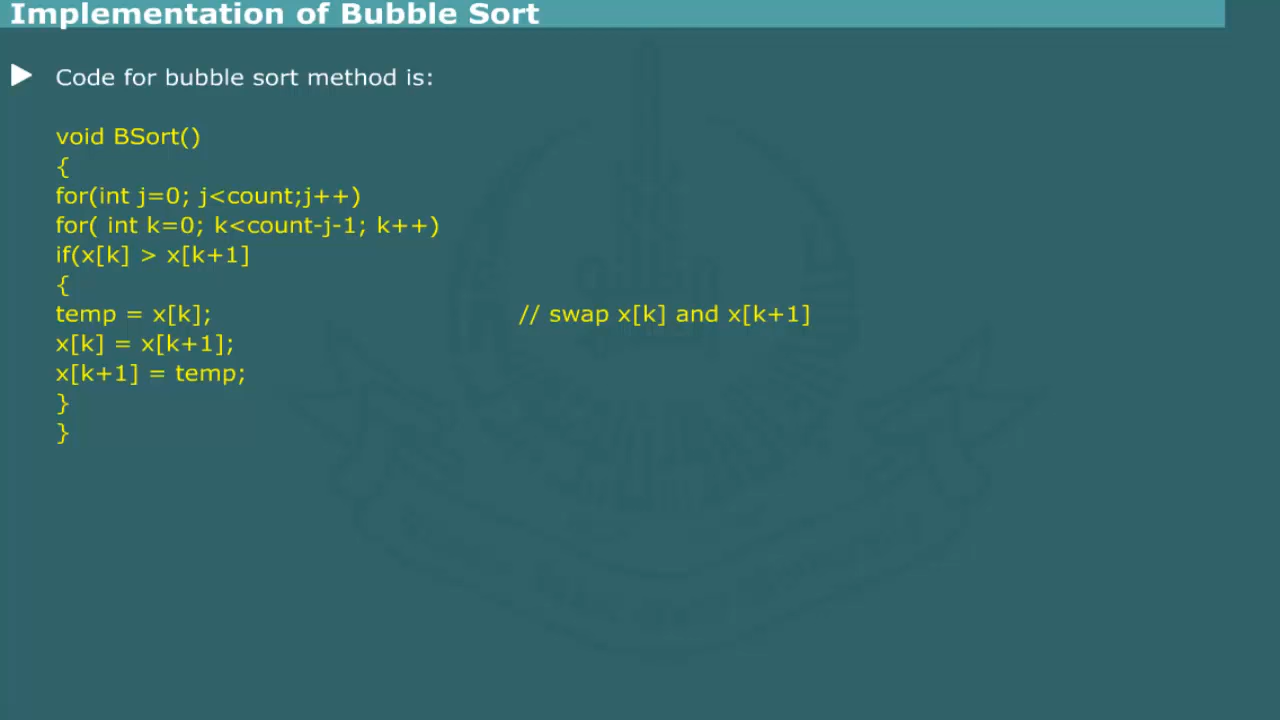 Implementation of Bubble Sort
Code for bubble sort method is:
void BSort()
{
for(int j=0; j<count;j++)
for( int k=0; k<count-j-1; k++)
if(x[k] > x[k+1]
{
temp = x[k]; // swap x[k] and x[k+1]
x[k] = x[k+1];
x[k+1] = temp;
}
}